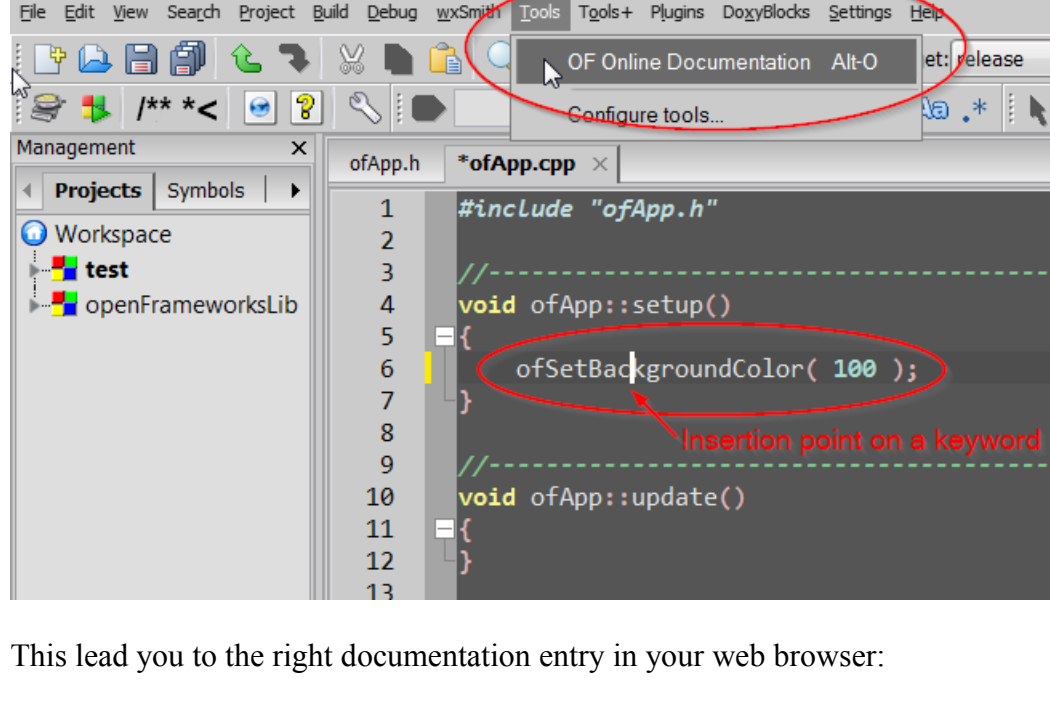 File Edit View Search Project Build Debug wxSmith Tools Tools+ Plugins DoxyBlocks Settings Help
OF Online Documentation Alt-O
et: release
/** *<
Configure tools...
.*
Management
Projects Symbols
Workspace
test
openFrameworksLib
ofApp.h *ofApp.cpp
1 #include "ofApp.h"
2
3 //----------------------------------------
4 void ofApp::setup()
5 {
6 ofSetBackgroundColor( 100 );
7 }
8
Insertion point on a keyword
9 //----------------------------------------
10 void ofApp::update()
11 {
12 }
13
This lead you to the right documentation entry in your web browser: